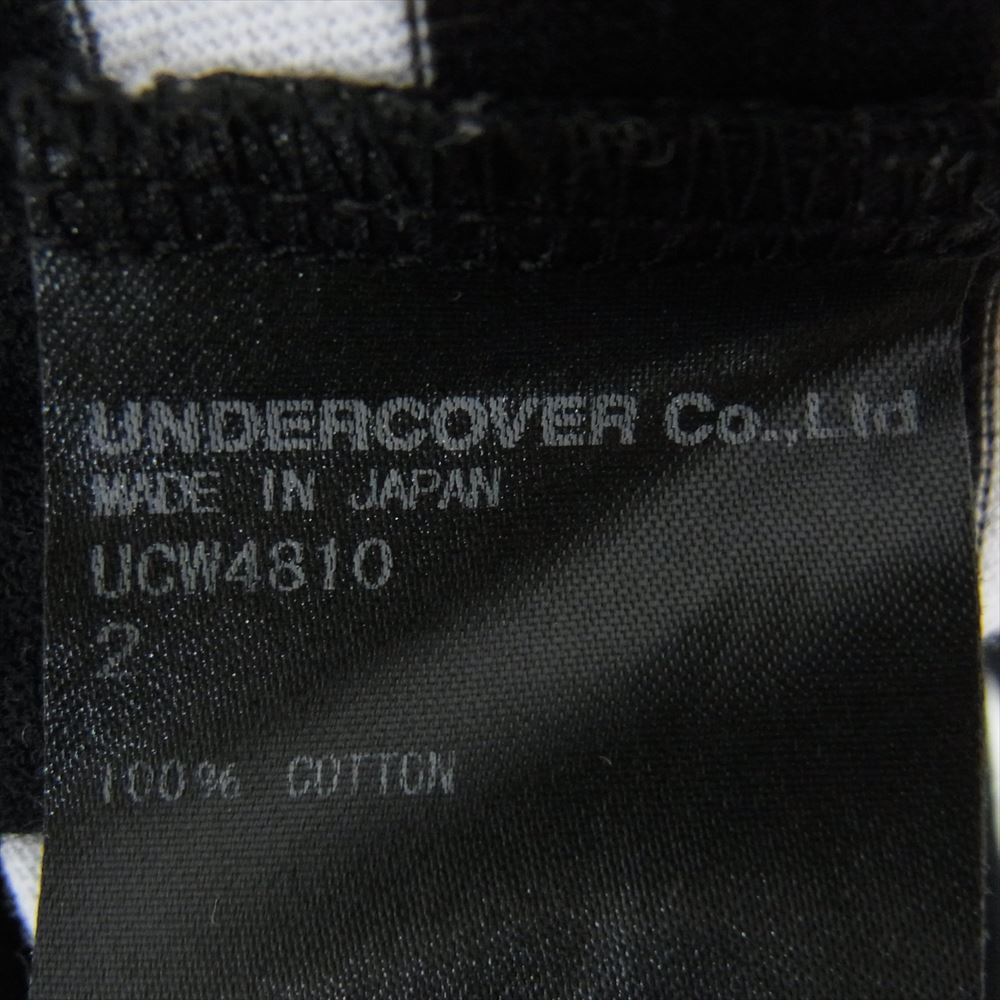 UNDERCOVER Co.,Ltd
MADE IN JAPAN
UCW4810
2
100% COTTON